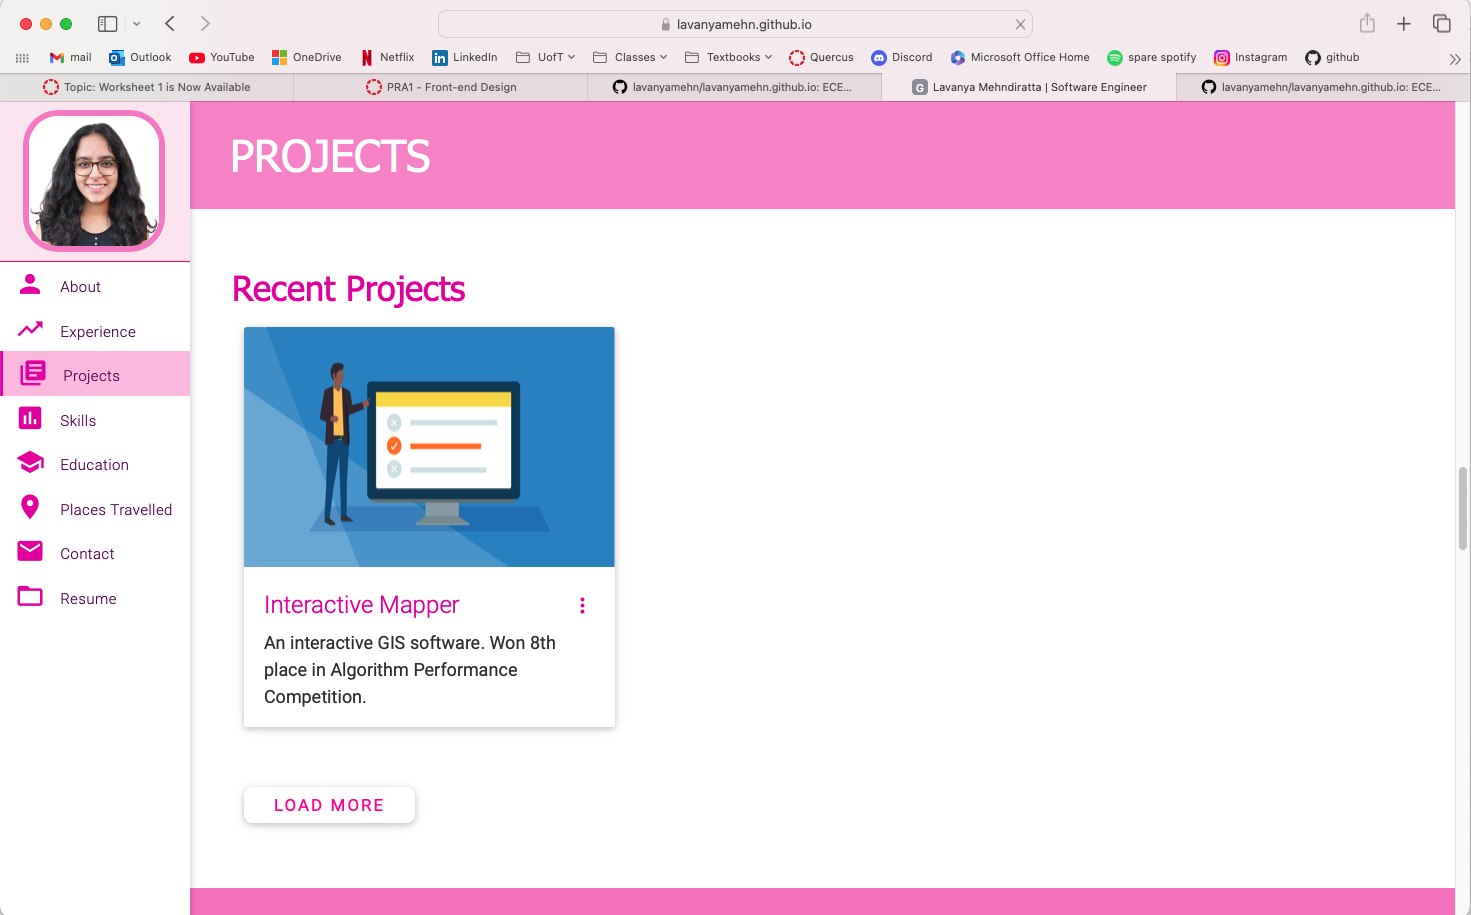 lavanyamehn.github.io
mail Outlook YouTube OneDrive Netflix LinkedIn UofT Classes Textbooks Quercus Discord Microsoft Office Home spare spotify Instagram github
Topic: Worksheet 1 is Now Available
PRA1 - Front-end Design
lavanyamehn/lavanyamehn.github.io: ECE...
G Lavanya Mehndiratta | Software Engineer
lavanyamehn/lavanyamehn.github.io: ECE...
PROJECTS
About
Experience
Projects
Skills
Education
Places Travelled
Contact
Resume
Recent Projects
Interactive Mapper
An interactive GIS software. Won 8th
place in Algorithm Performance
Competition.
LOAD MORE